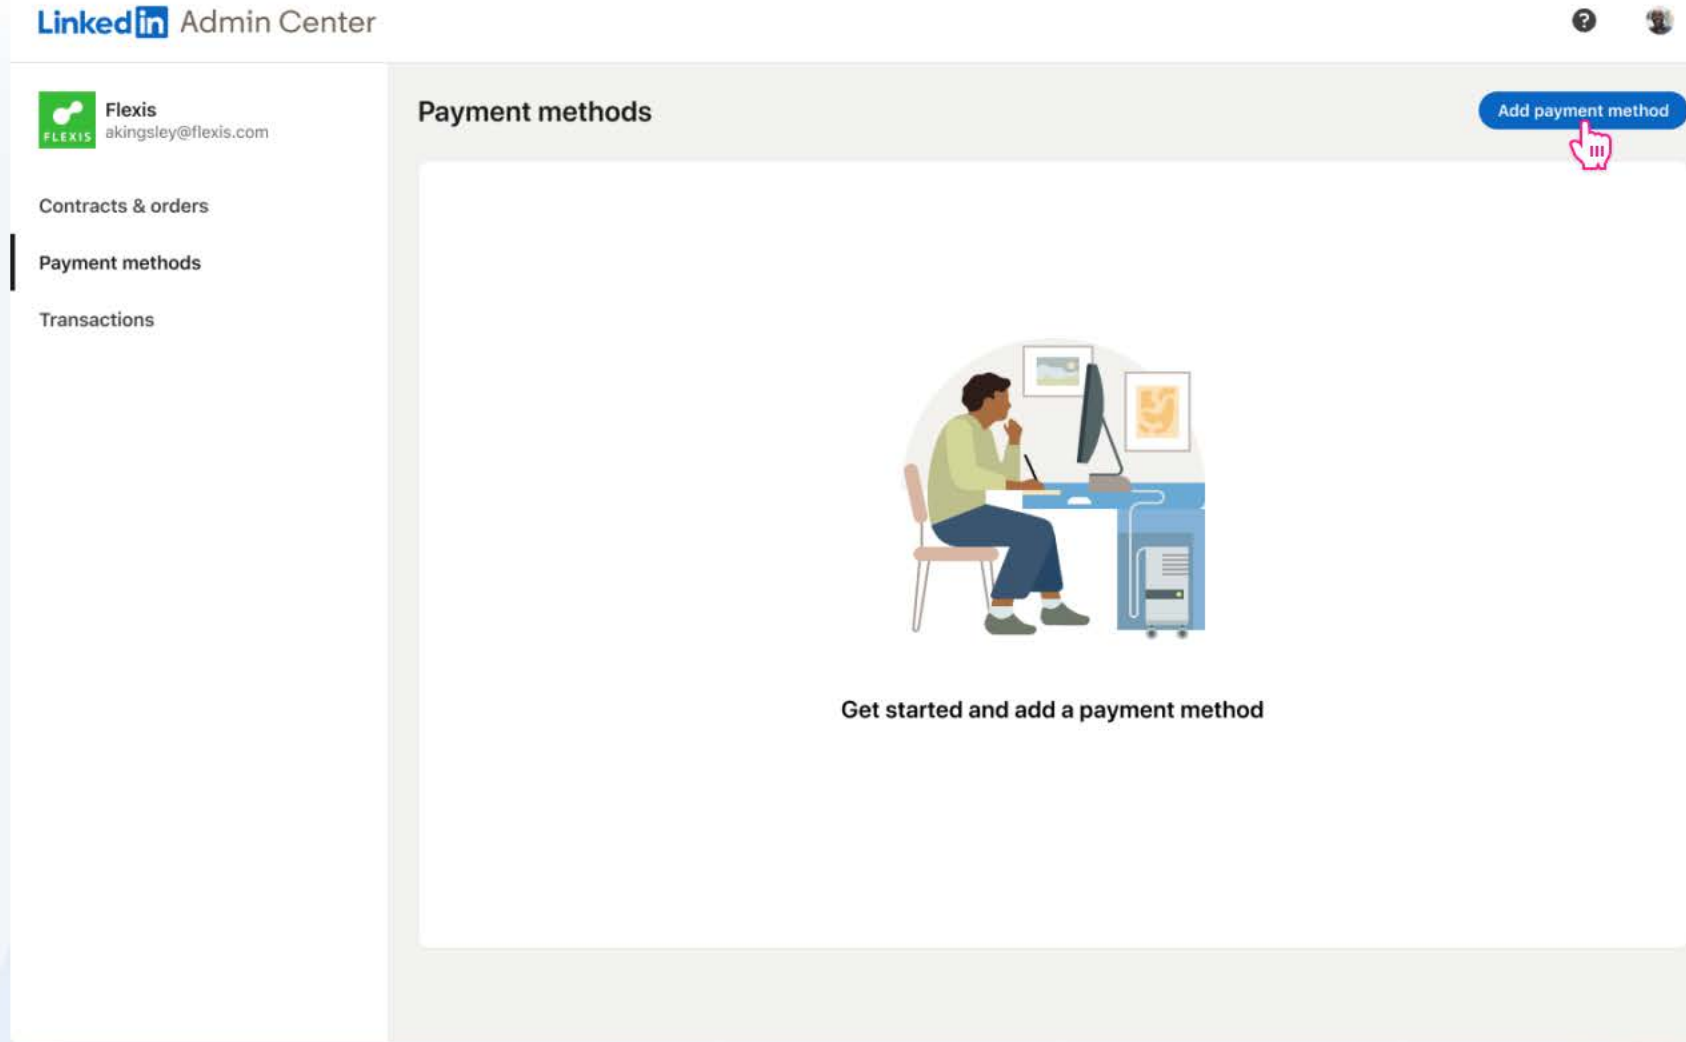 Linkedin Admin Center
Flexis
akingsley@flexis.com
FLEXIS
Contracts & orders
Payment methods
Transactions
Payment methods
Add payment method
Get started and add a payment method